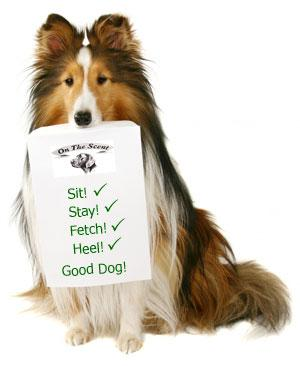 On The Scent
Sit! ✓
Stay! ✓
Fetch! ✓
Heel! ✓
Good Dog!